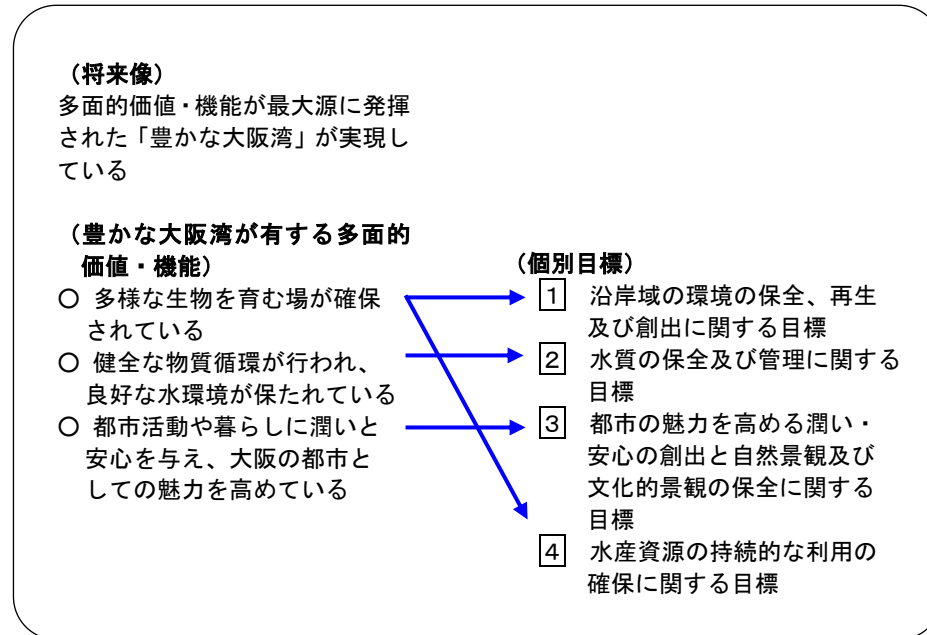 （将来像）
多面的価値・機能が最大源に発揮
された「豊かな大阪湾」が実現し
ている
（豊かな大阪湾が有する多面的
価値・機能）
○ 多様な生物を育む場が確保
されている
○ 健全な物質循環が行われ、
良好な水環境が保たれている
○ 都市活動や暮らしに潤いと
安心を与え、大阪の都市と
しての魅力を高めている
（個別目標）
1 沿岸域の環境の保全、再生
及び創出に関する目標
2 水質の保全及び管理に関する
目標
3 都市の魅力を高める潤い・
安心の創出と自然景観及び
文化的景観の保全に関する
目標
4 水産資源の持続的な利用の
確保に関する目標